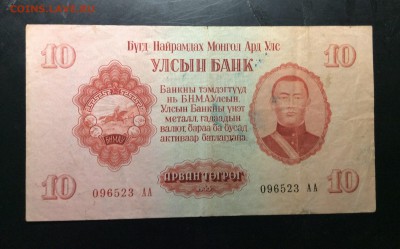 COINS.LAVE.RU
Бүгд Найрамдах Монгол Ард Улс
УЛСЫН БАНК
10
10
Банкны тэмдэгтүүд
нь БНМАУлсын.
Улсын Банкны үнэт
металл, гадаадын
валют, бараа ба бусад
активаар батлагдана
10
096523 АА
АРВАН ТӨГРӨГ
096523 АА
10